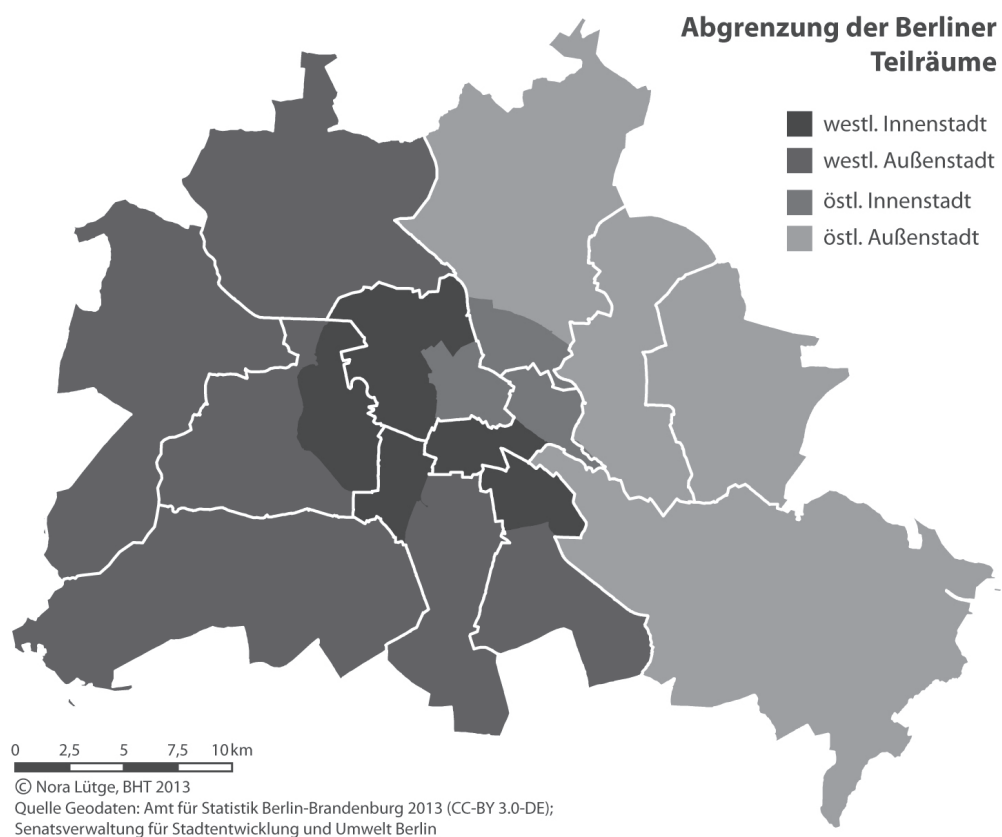 Abgrenzung der Berliner
Teilräume
westl. Innenstadt
westl. Außenstadt
östl. Innenstadt
östl. Außenstadt
0 2,5 5 7,5 10 km
© Nora Lütge, BHT 2013
Quelle Geodaten: Amt für Statistik Berlin-Brandenburg 2013 (CC-BY 3.0-DE);
Senatsverwaltung für Stadtentwicklung und Umwelt Berlin